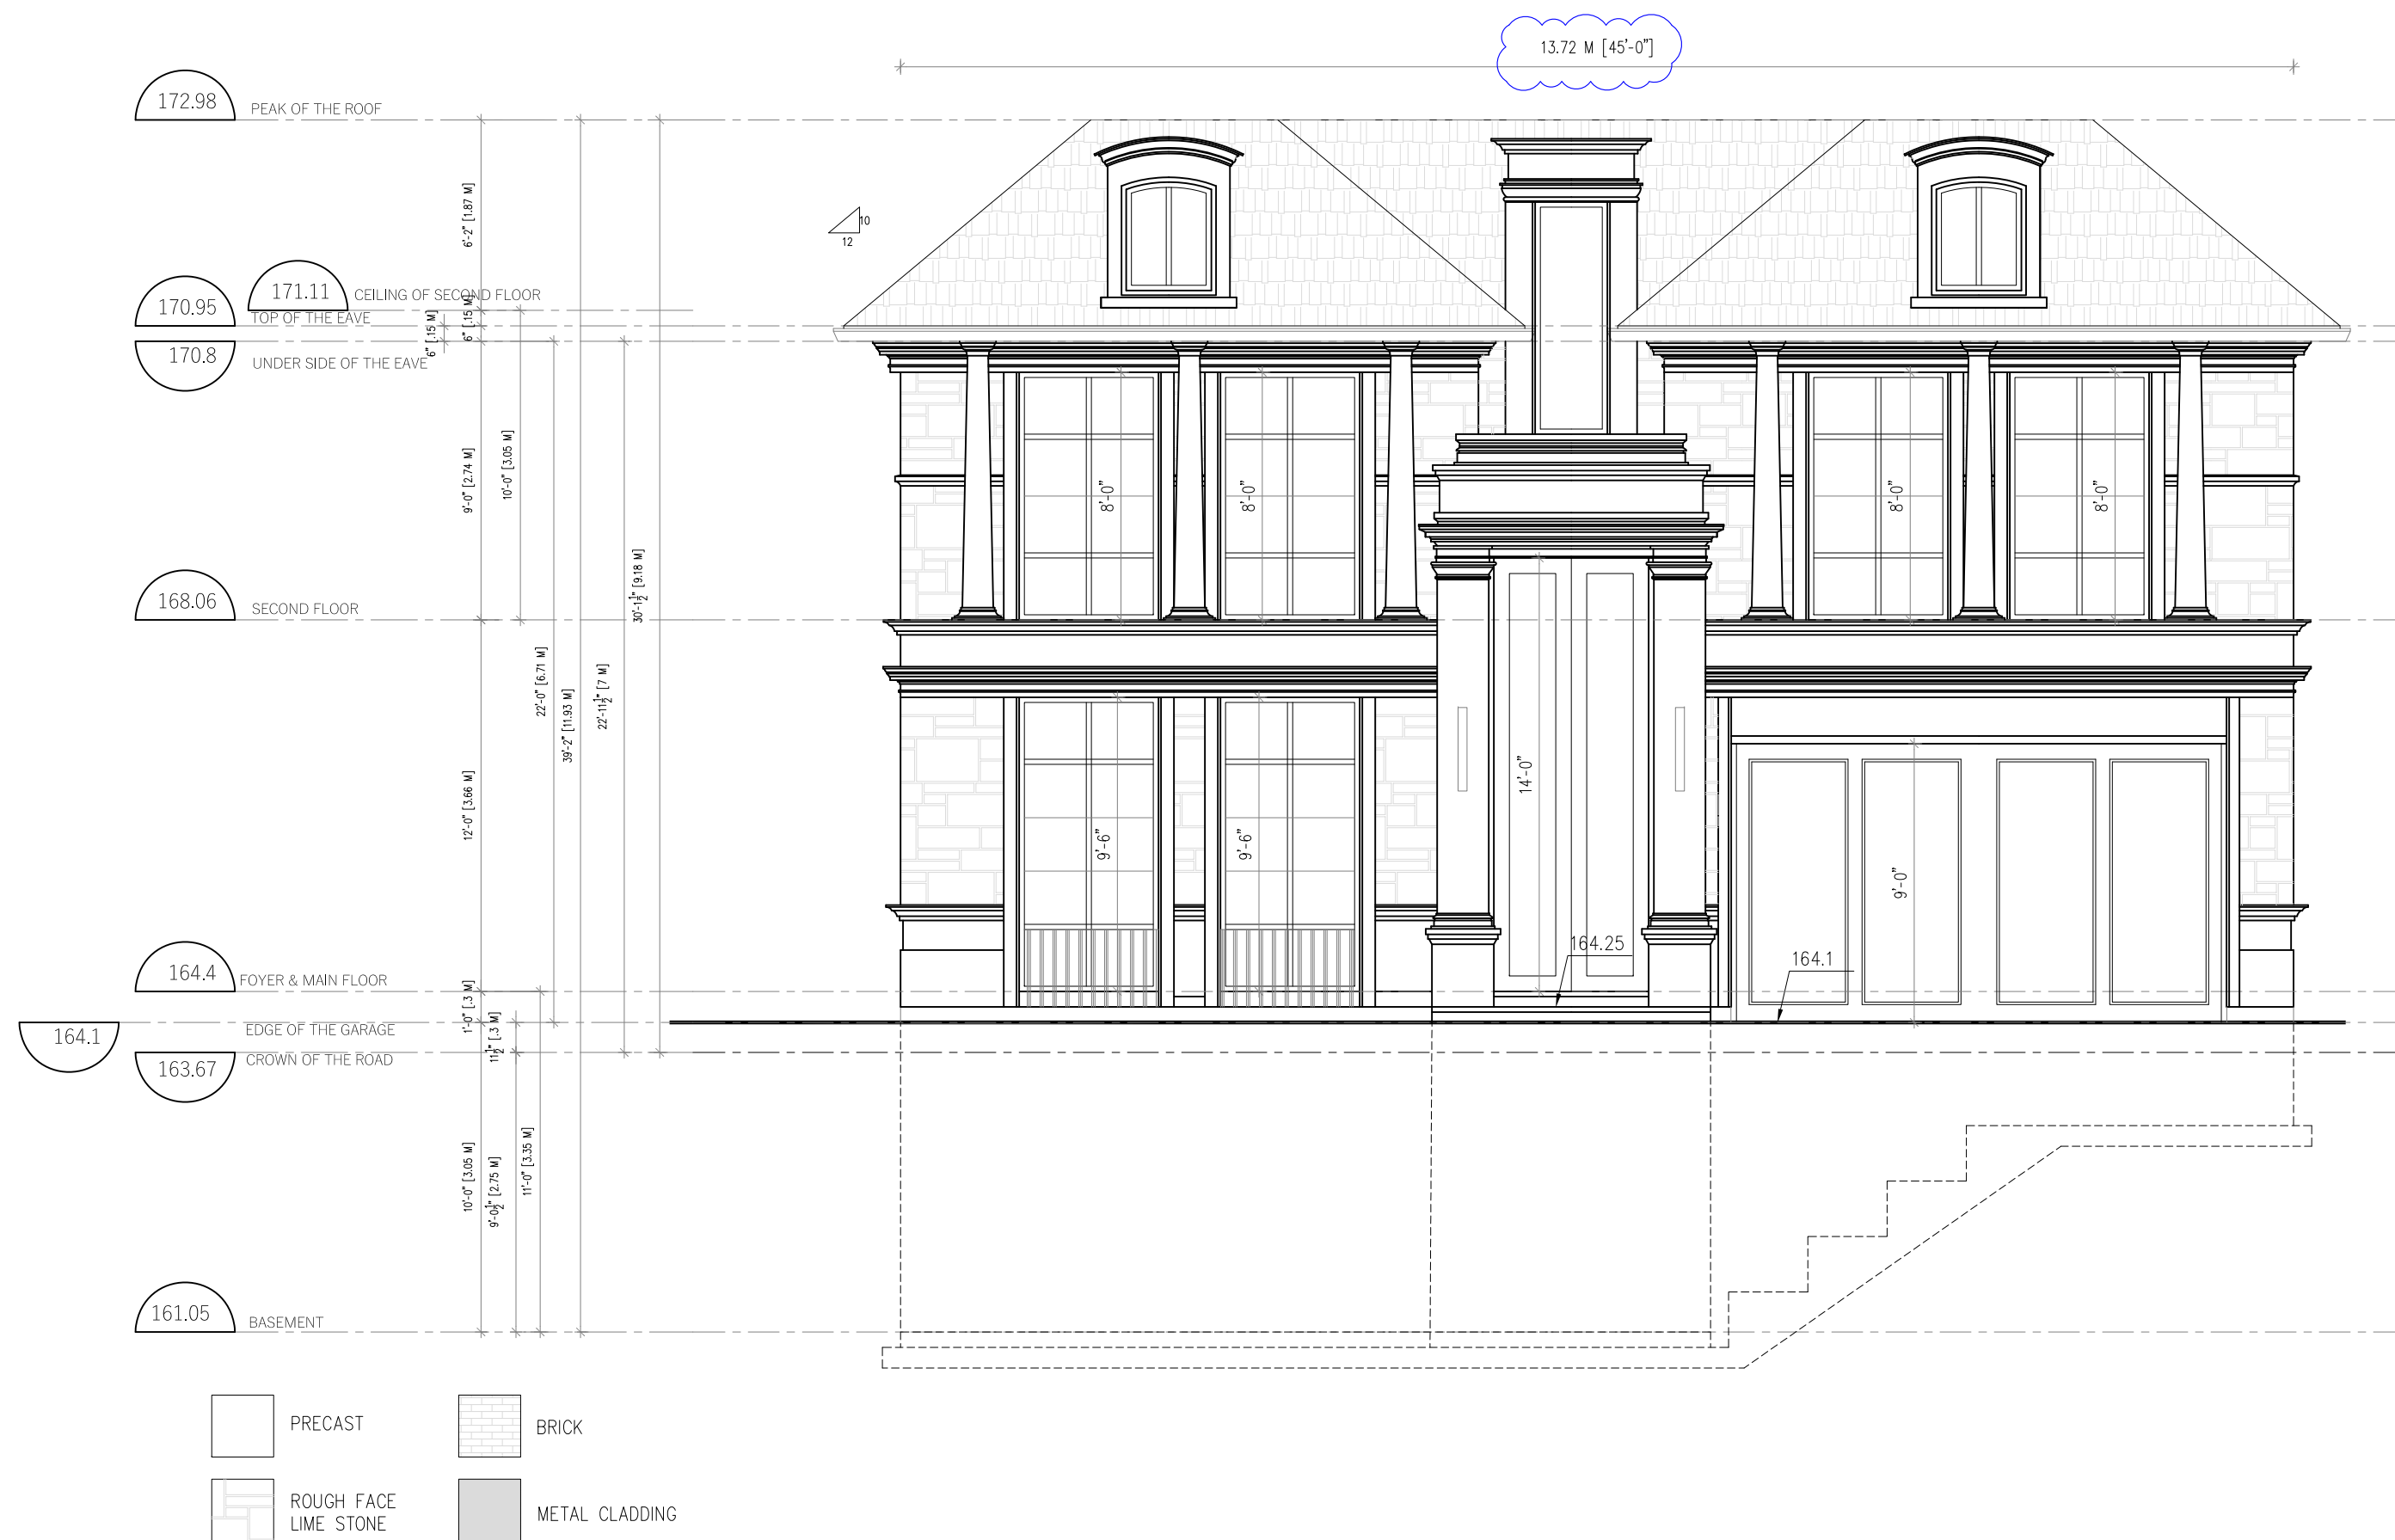 13.72 M [45'-0"]
172.98
PEAK OF THE ROOF
6'-2" [1.87 M]
10
12
171.11
CEILING OF SECOND FLOOR
170.95
TOP OF THE EAVE
6" [.15 M]
6" [.15 M]
170.8
UNDER SIDE OF THE EAVE
9'-0" [2.74 M]
10'-0" [3.05 M]
8'-0"
8'-0"
8'-0"
8'-0"
168.06
SECOND FLOOR
30'-1 1/2" [9.18 M]
22'-0" [6.71 M]
39'-2" [11.93 M]
22'-11 1/2" [7 M]
12'-0" [3.66 M]
14'-0"
9'-6"
9'-6"
9'-0"
164.25
164.1
164.4
FOYER & MAIN FLOOR
1'-0" [.3 M]
164.1
EDGE OF THE GARAGE
11 1/2" [.3 M]
163.67
CROWN OF THE ROAD
10'-0" [3.05 M]
9'-0 1/2" [2.75 M]
11'-0" [3.35 M]
161.05
BASEMENT
PRECAST
BRICK
ROUGH FACE
LIME STONE
METAL CLADDING